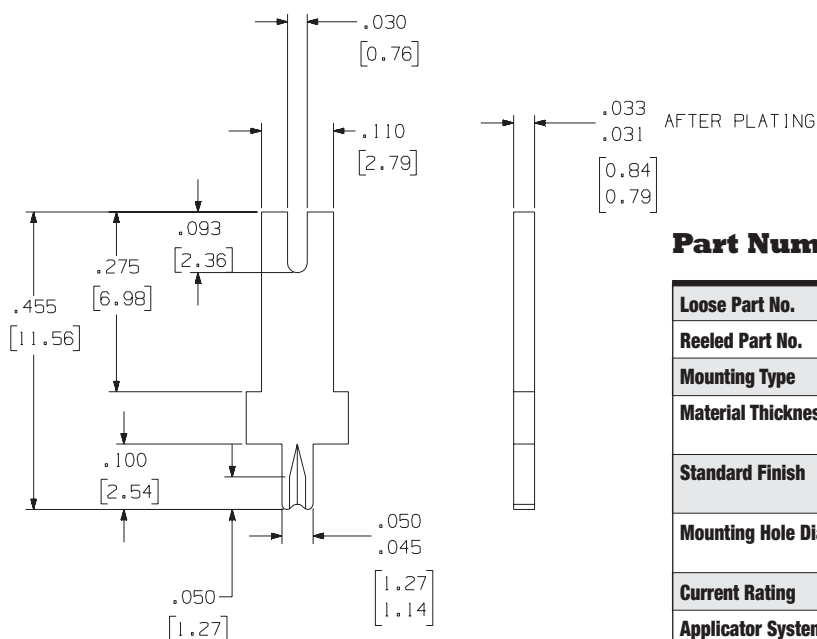 .030
[0.76]
.110
[2.79]
.033
.031
AFTER PLATING
[0.84
0.79]
.093
[2.36]
.275
[6.98]
.455
[11.56]
.100
[2.54]
.050
.045
[1.27
1.14]
.050
[1.27]
Part Num
Loose Part No.
Reeled Part No.
Mounting Type
Material Thicknes
Standard Finish
Mounting Hole Dia
Current Rating
Applicator System